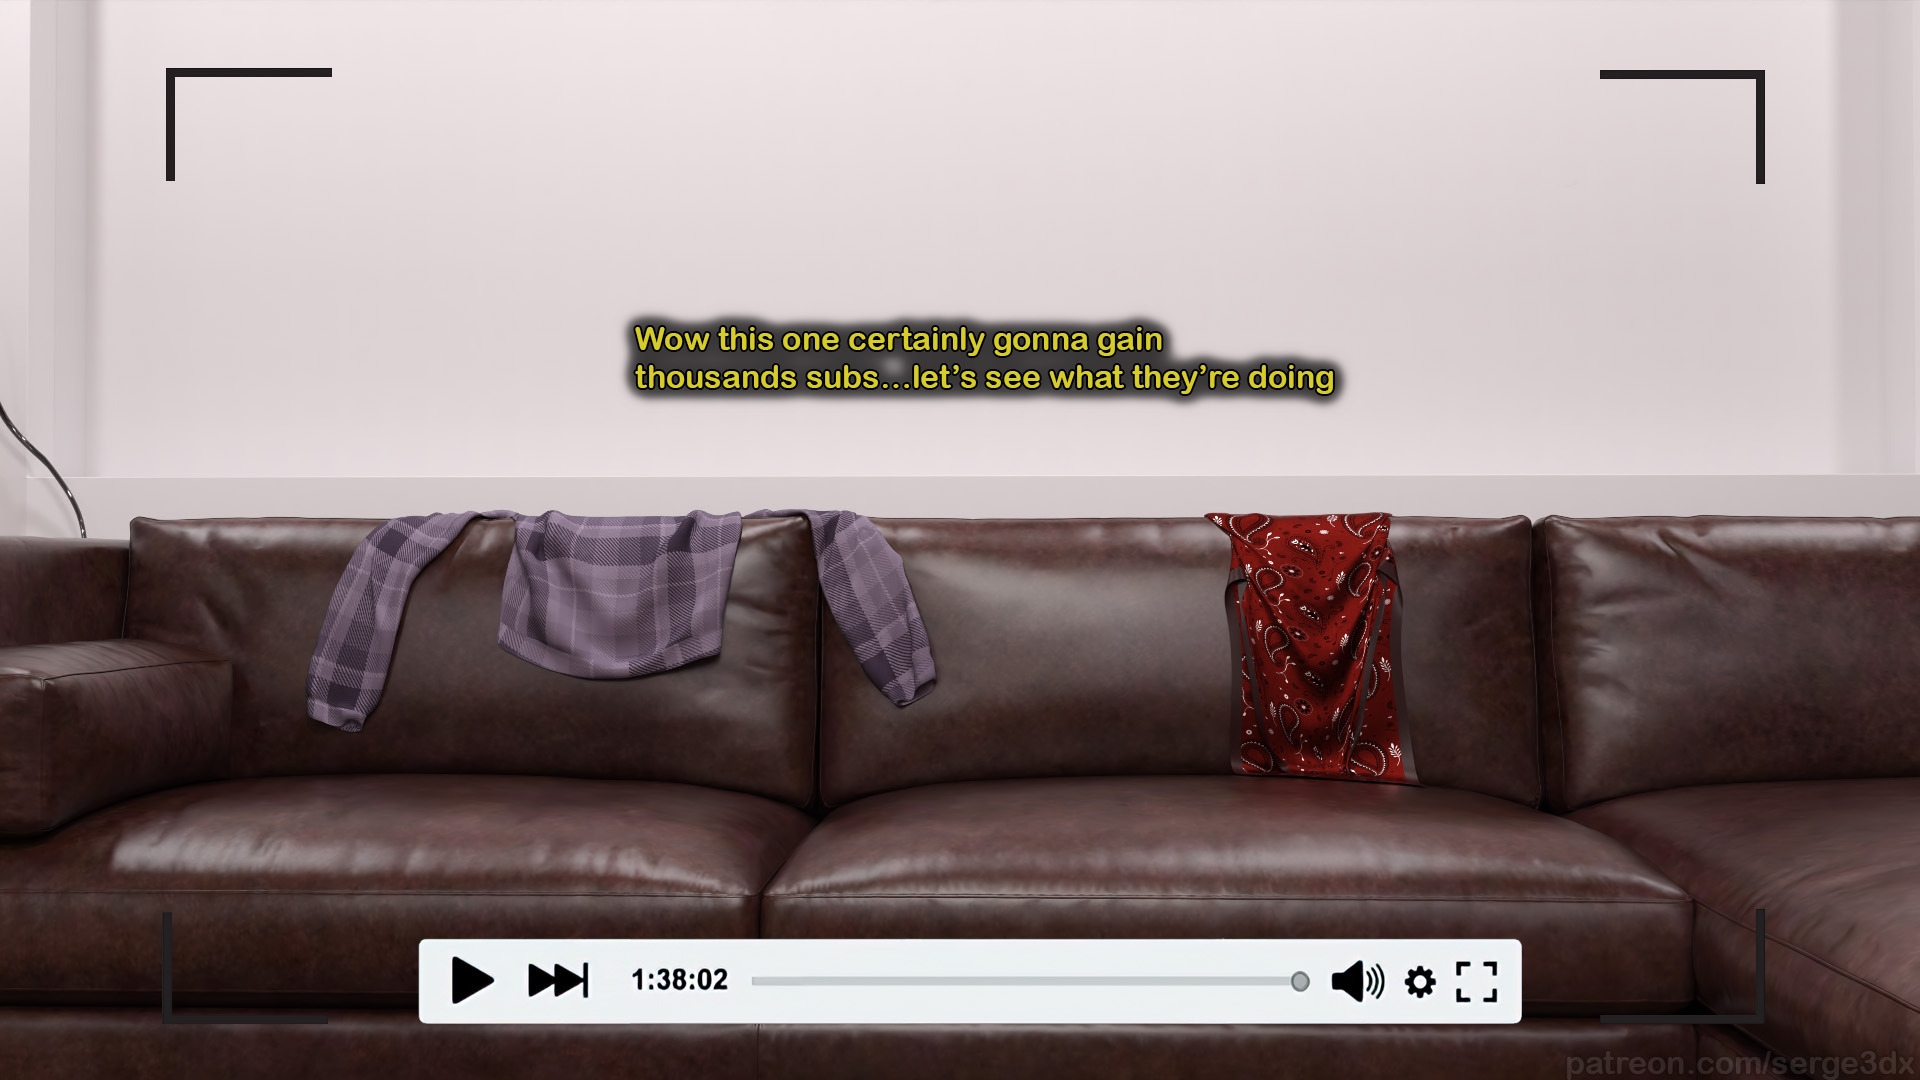 Wow this one certainly gonna gain
thousands subs...let's see what they're doing
1:38:02
patreon.com/serge3dx